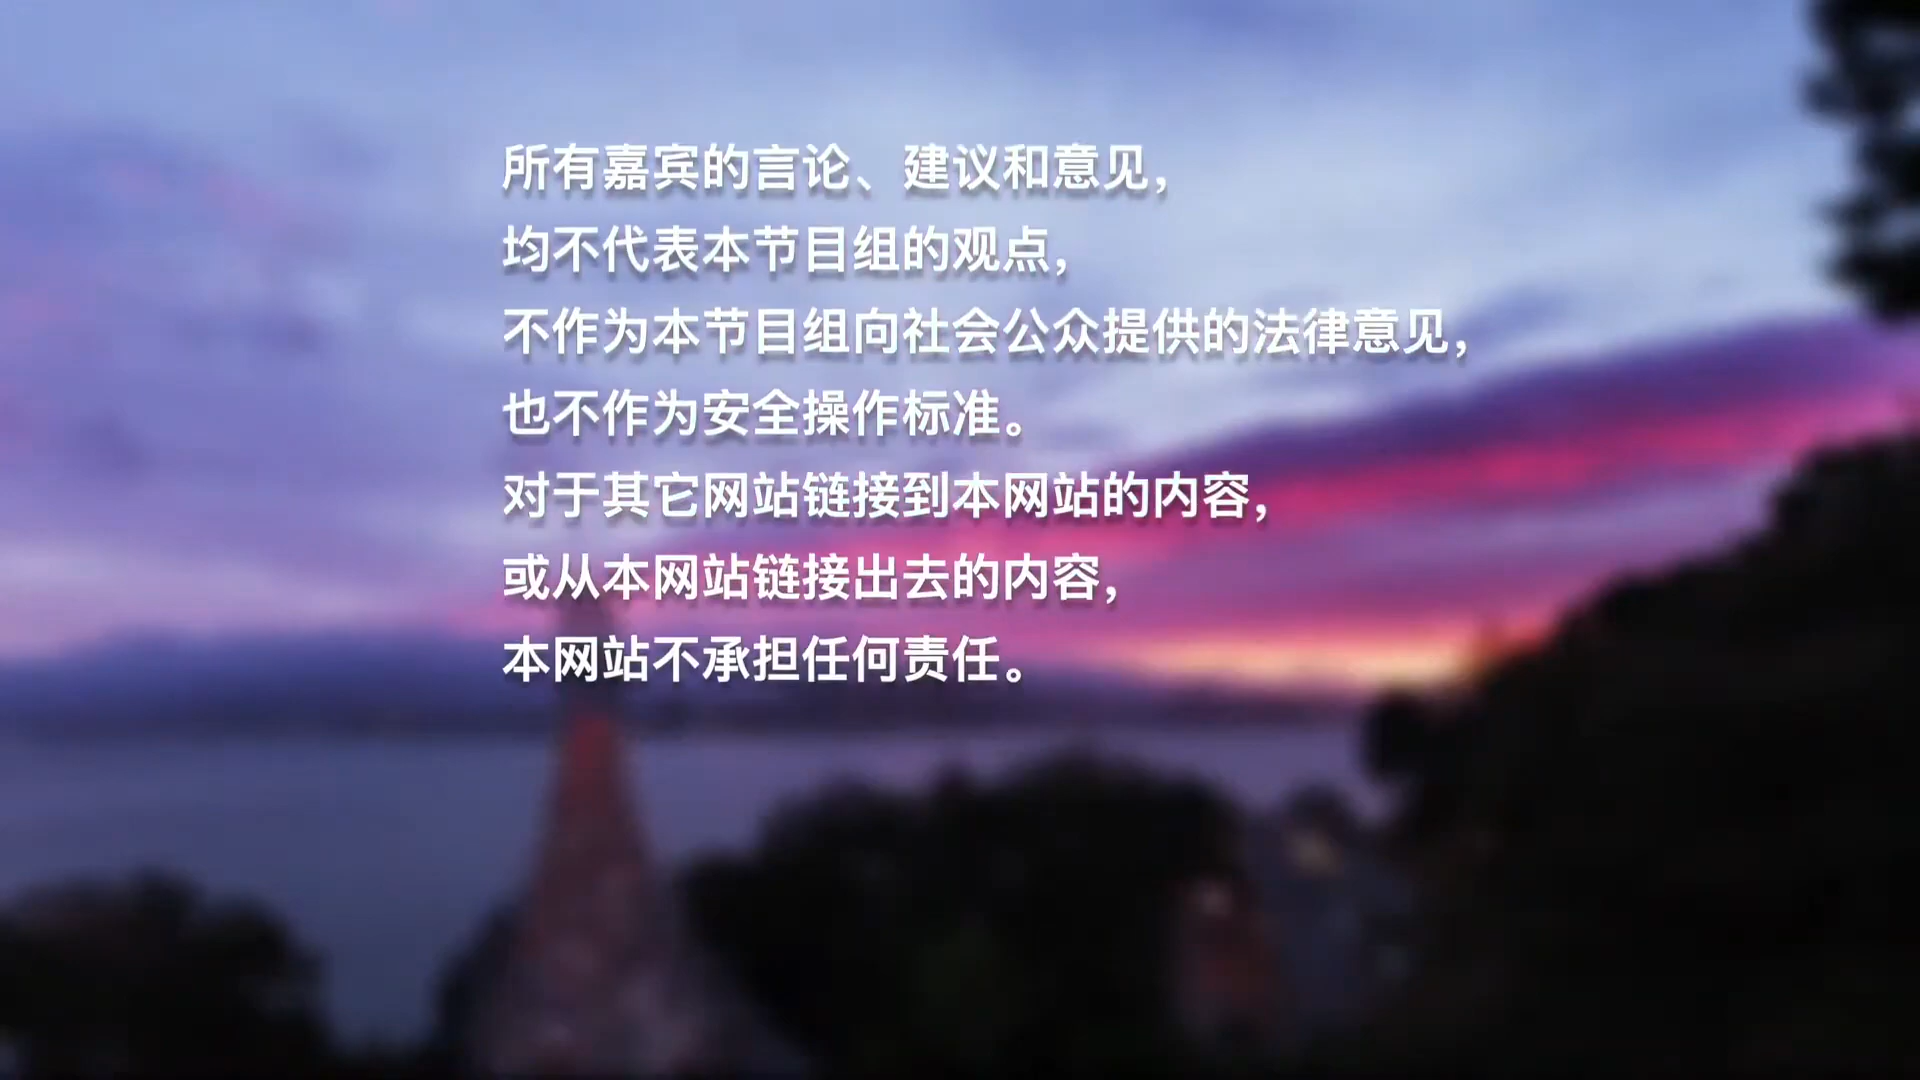 所有嘉宾的言论、建议和意见，
均不代表本节目组的观点，
不作为本节目组向社会公众提供的法律意见，
也不作为安全操作标准。
对于其它网站链接到本网站的内容，
或从本网站链接出去的内容，
本网站不承担任何责任。